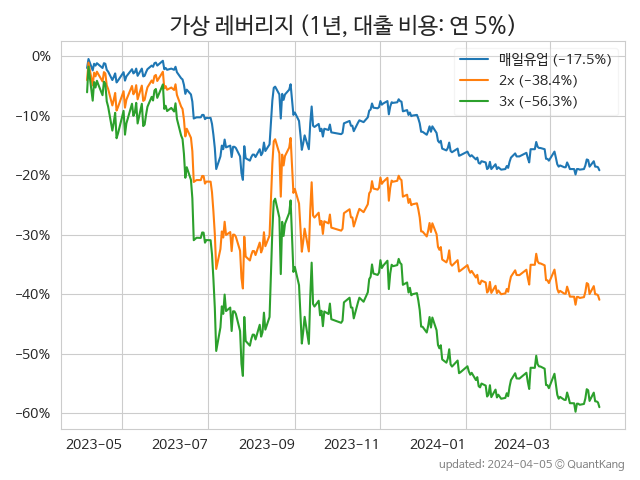 가상 레버리지 (1년, 대출 비용: 연 5%)
매일유업 (−17.5%)
2x (−38.4%)
3x (−56.3%)
0%
−10%
−20%
−30%
−40%
−50%
−60%
2023-05 2023-07 2023-09 2023-11 2024-01 2024-03
updated: 2024-04-05 © QuantKang